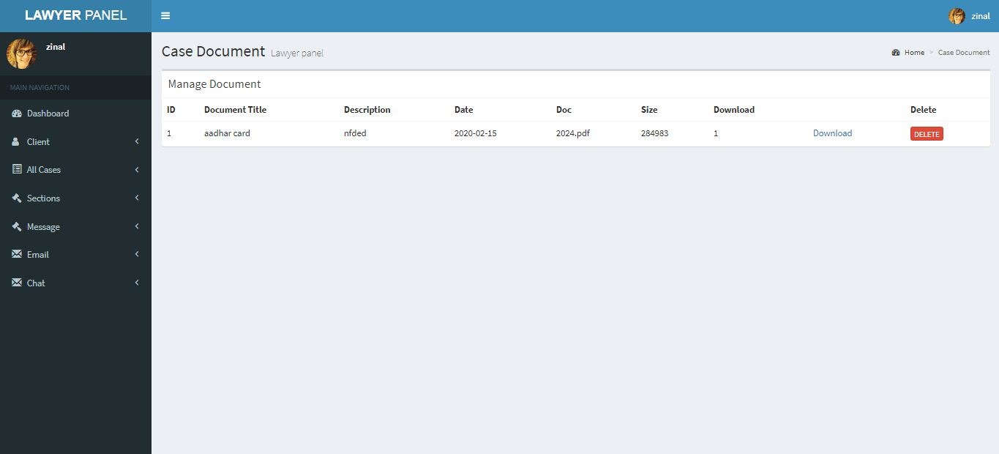 LAWYER PANEL
zinal
zinal
MAIN NAVIGATION
Dashboard
Client
All Cases
Sections
Message
Email
Chat
Case Document Lawyer panel
Home > Case Document
Manage Document
ID Document Title Description Date Doc Size Download Delete
1 aadhar card nfded 2020-02-15 2024.pdf 284983 1 Download DELETE